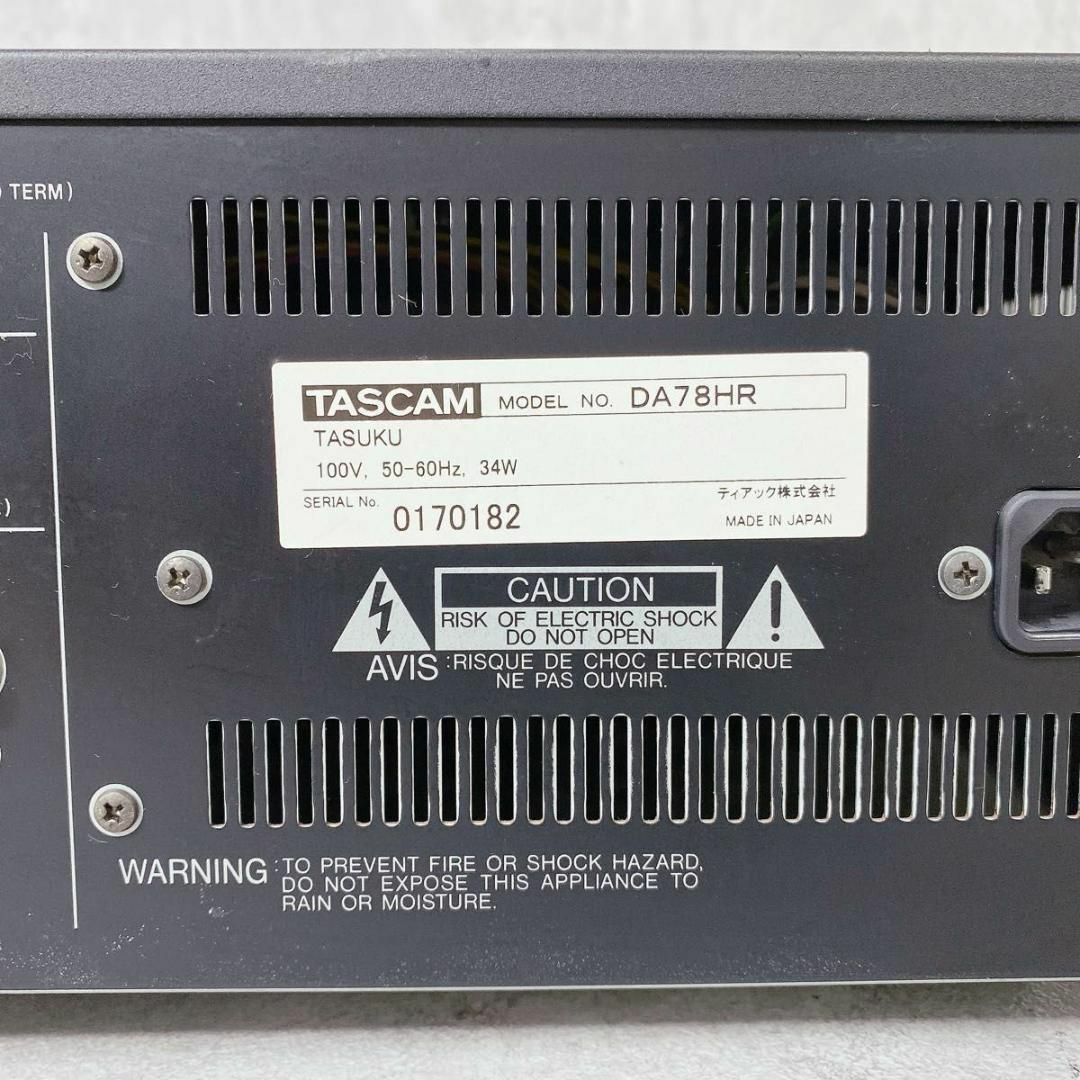 TERM)
TASCAM MODEL NO. DA78HR
TASUKU
100V, 50-60Hz, 34W
SERIAL No. 0170182
ティアック株式会社
MADE IN JAPAN
CAUTION
RISK OF ELECTRIC SHOCK
DO NOT OPEN
AVIS :RISQUE DE CHOC ELECTRIQUE
NE PAS OUVRIR.
WARNING :TO PREVENT FIRE OR SHOCK HAZARD,
DO NOT EXPOSE THIS APPLIANCE TO
RAIN OR MOISTURE.